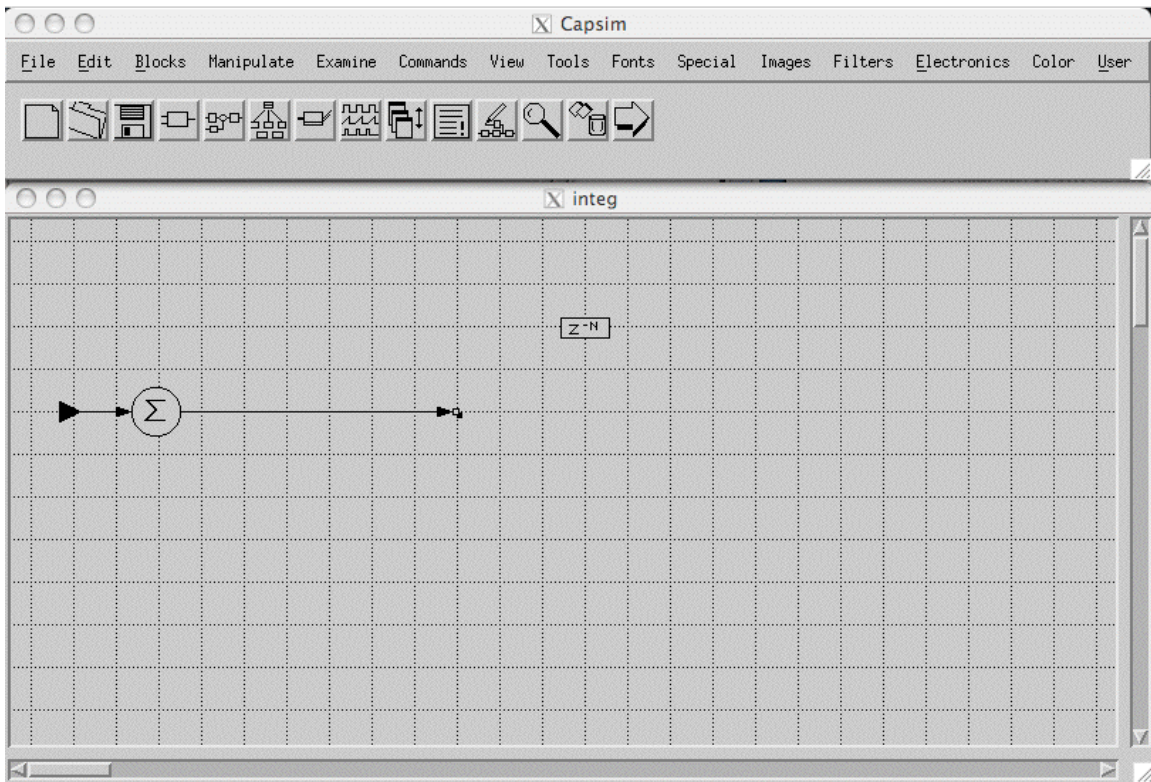 X Capsim
File Edit Blocks Manipulate Examine Commands View Tools Fonts Special Images Filters Electronics Color User
X integ
Z-N
Σ